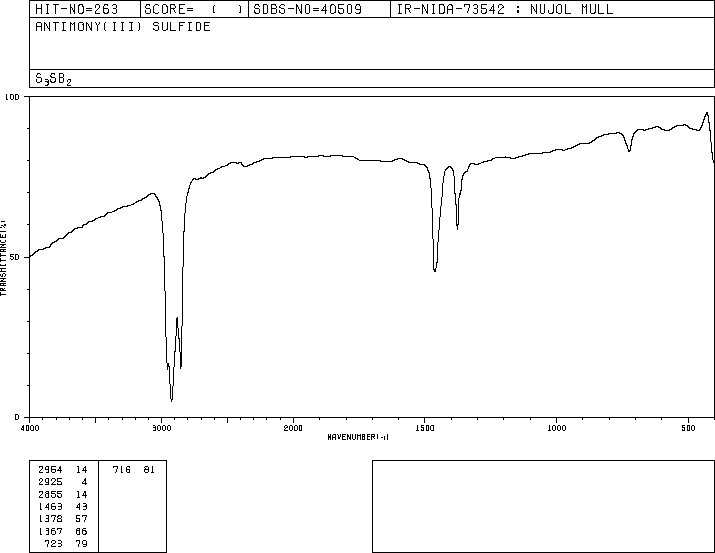 HIT-NO=263 SCORE= ( ) SDBS-NO=40509 IR-NIDA-73542 : NUJOL MULL
ANTIMONY(III) SULFIDE
S3SB2
100
50
0
TRANSMITTANCE(%)
4000 3000 2000 1500 1000 500
WAVENUMBER(-1)
2954 14 716 81
2925 4
2855 14
1463 43
1378 57
1367 66
723 79